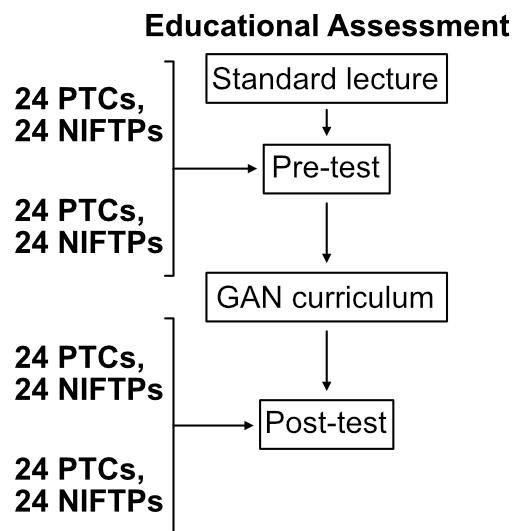 Educational Assessment
Standard lecture
24 PTCs,
24 NIFTPs
Pre-test
24 PTCs,
24 NIFTPs
GAN curriculum
24 PTCs,
24 NIFTPs
Post-test
24 PTCs,
24 NIFTPs